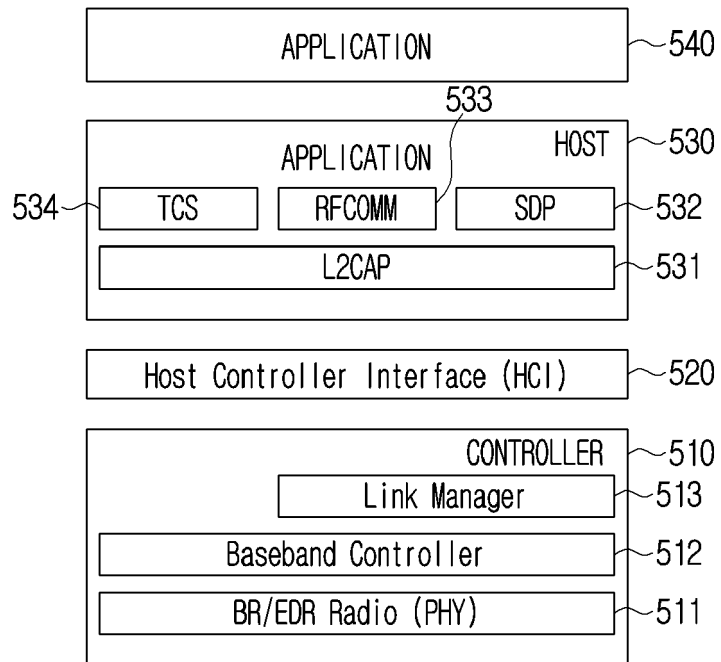 APPLICATION 540
533
HOST 530
APPLICATION
534 TCS RFCOMM SDP 532
L2CAP 531
Host Controller Interface (HCI) 520
CONTROLLER 510
Link Manager 513
Baseband Controller 512
BR/EDR Radio (PHY) 511